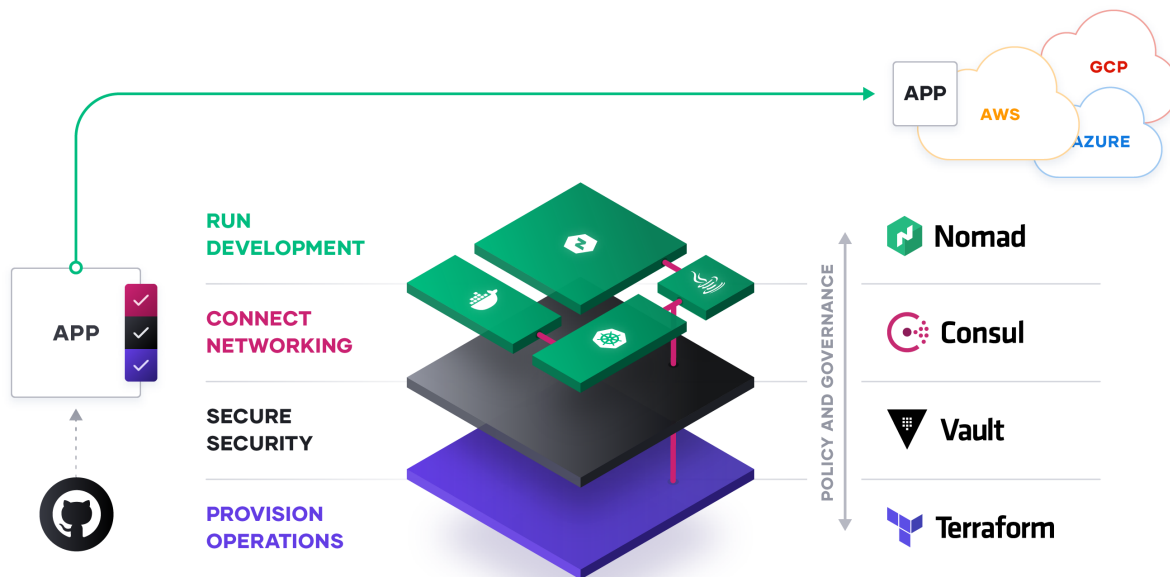 GCP
APP
AWS
AZURE
RUN
DEVELOPMENT
Nomad
APP
CONNECT
NETWORKING
POLICY AND GOVERNANCE
Consul
SECURE
SECURITY
Vault
PROVISION
OPERATIONS
Terraform